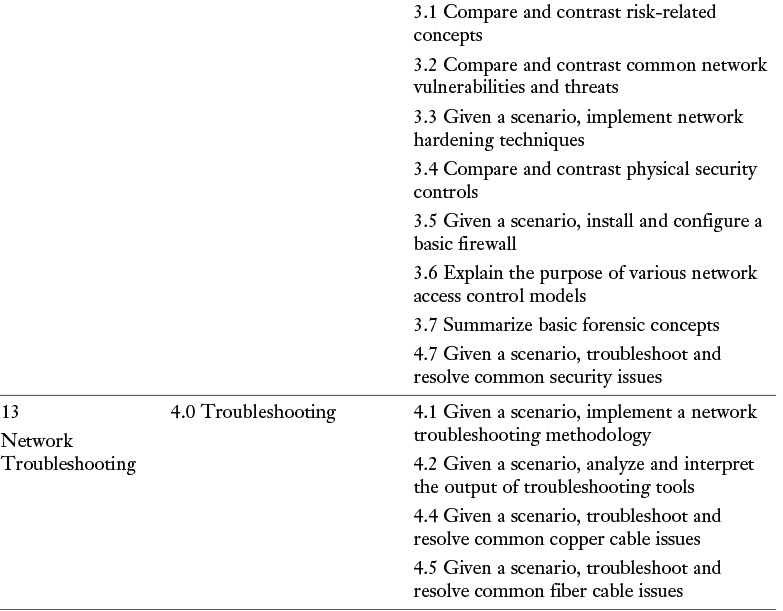 3.1 Compare and contrast risk-related
concepts
3.2 Compare and contrast common network
vulnerabilities and threats
3.3 Given a scenario, implement network
hardening techniques
3.4 Compare and contrast physical security
controls
3.5 Given a scenario, install and configure a
basic firewall
3.6 Explain the purpose of various network
access control models
3.7 Summarize basic forensic concepts
4.7 Given a scenario, troubleshoot and
resolve common security issues
13
Network
Troubleshooting
4.0 Troubleshooting
4.1 Given a scenario, implement a network
troubleshooting methodology
4.2 Given a scenario, analyze and interpret
the output of troubleshooting tools
4.4 Given a scenario, troubleshoot and
resolve common copper cable issues
4.5 Given a scenario, troubleshoot and
resolve common fiber cable issues